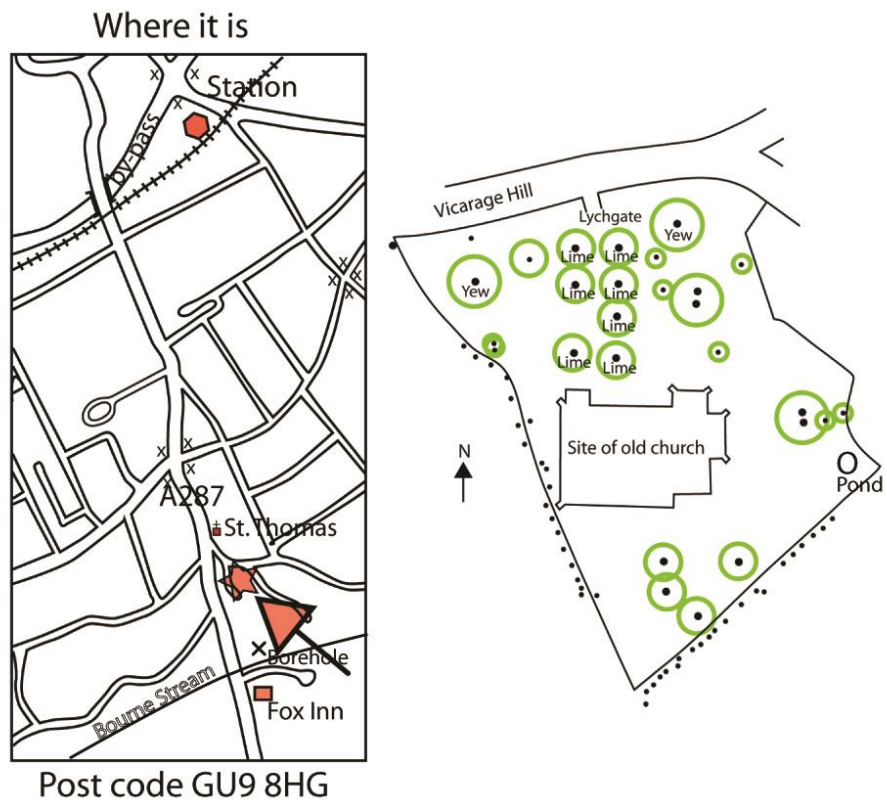 Where it is
Station
by-pass
x x
x
x x
x x
x x
x
x
A287
St. Thomas
x
Borehole
Bourne Stream
Fox Inn
Post code GU9 8HG
Vicarage Hill
Lychgate
Yew
Lime Lime
Yew
Lime Lime
Lime
Lime Lime
N
Site of old church
Pond